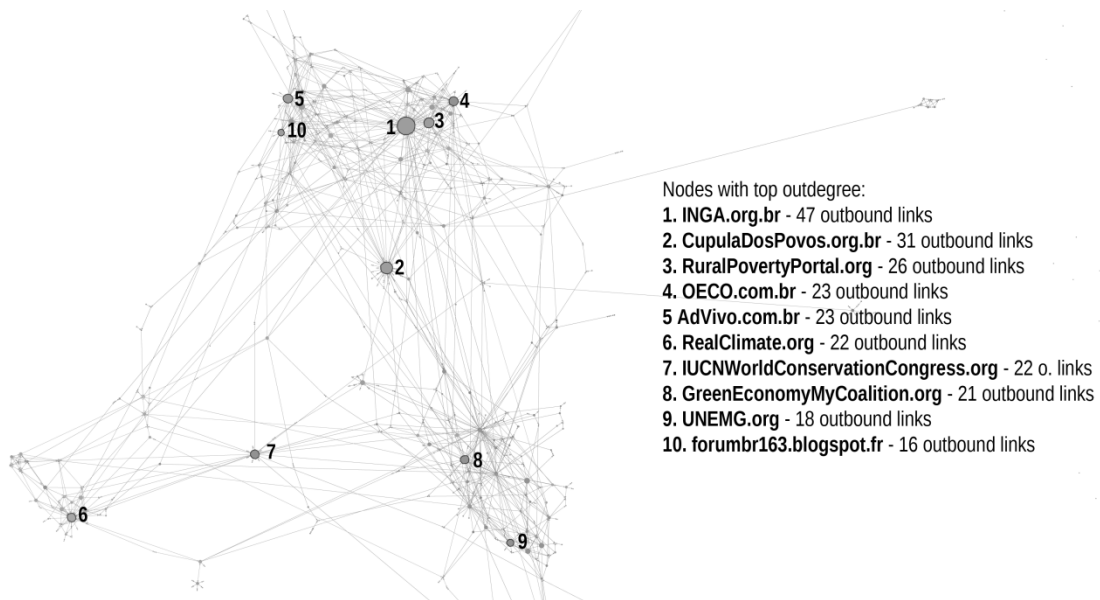 5
4
1
3
10
2
7
8
6
9
Nodes with top outdegree:
1. INGA.org.br - 47 outbound links
2. CupulaDosPovos.org.br - 31 outbound links
3. RuralPovertyPortal.org - 26 outbound links
4. OECO.com.br - 23 outbound links
5 AdVivo.com.br - 23 outbound links
6. RealClimate.org - 22 outbound links
7. IUCNWorldConservationCongress.org - 22 o. links
8. GreenEconomyMyCoalition.org - 21 outbound links
9. UNEMG.org - 18 outbound links
10. forumbr163.blogspot.fr - 16 outbound links